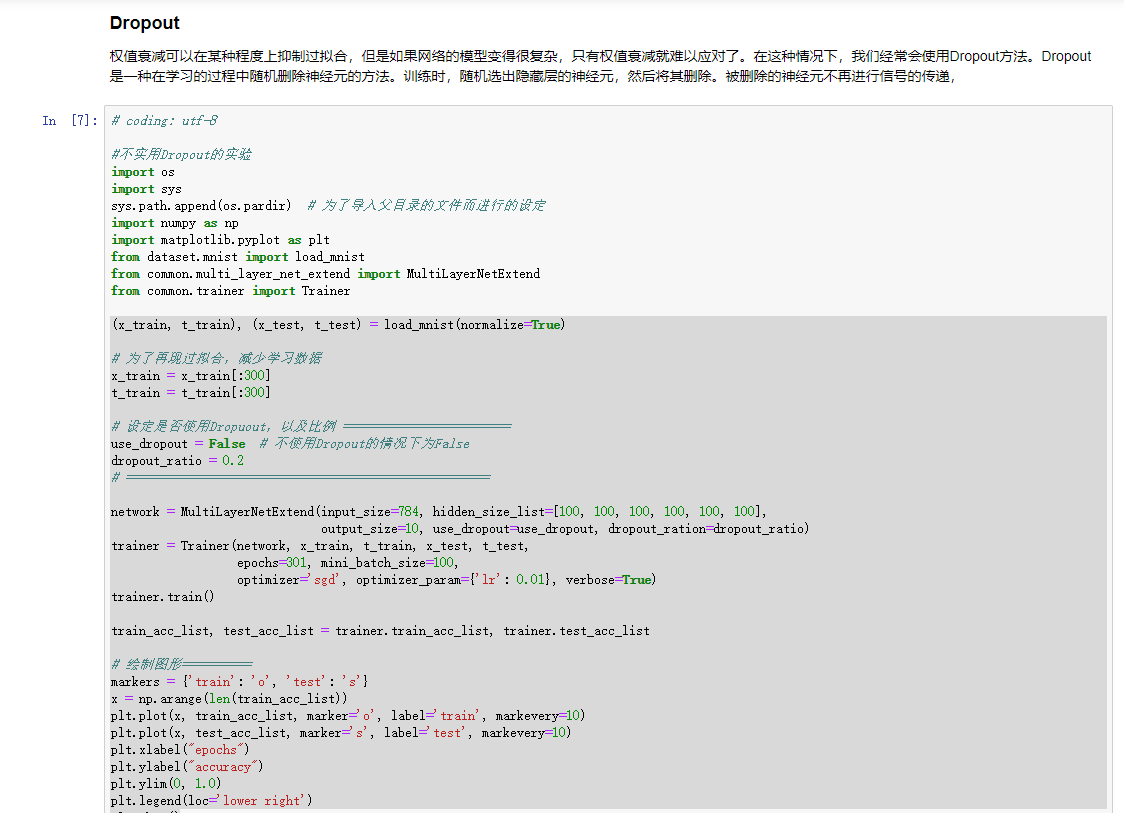 Dropout
权值衰减可以在某种程度上抑制过拟合，但是如果网络的模型变得很复杂，只有权值衰减就难以应对了。在这种情况下，我们经常会使用Dropout方法。Dropout
是一种在学习的过程中随机删除神经元的方法。训练时，随机选出隐藏层的神经元，然后将其删除。被删除的神经元不再进行信号的传递，
In [7]: # coding: utf-8
#不实用Dropout的实验
import os
import sys
sys.path.append(os.pardir)  # 为了导入父目录的文件而进行的设定
import numpy as np
import matplotlib.pyplot as plt
from dataset.mnist import load_mnist
from common.multi_layer_net_extend import MultiLayerNetExtend
from common.trainer import Trainer
(x_train, t_train), (x_test, t_test) = load_mnist(normalize=True)
# 为了再现过拟合，减少学习数据
x_train = x_train[:300]
t_train = t_train[:300]
# 设定是否使用Dropuout，以及比例 ========================
use_dropout = False  # 不使用Dropout的情况下为False
dropout_ratio = 0.2
# ====================================================
network = MultiLayerNetExtend(input_size=784, hidden_size_list=[100, 100, 100, 100, 100, 100],
output_size=10, use_dropout=use_dropout, dropout_ration=dropout_ratio)
trainer = Trainer(network, x_train, t_train, x_test, t_test,
epochs=301, mini_batch_size=100,
optimizer='sgd', optimizer_param={'lr': 0.01}, verbose=True)
trainer.train()
train_acc_list, test_acc_list = trainer.train_acc_list, trainer.test_acc_list
# 绘制图形==========
markers = {'train': 'o', 'test': 's'}
x = np.arange(len(train_acc_list))
plt.plot(x, train_acc_list, marker='o', label='train', markevery=10)
plt.plot(x, test_acc_list, marker='s', label='test', markevery=10)
plt.xlabel("epochs")
plt.ylabel("accuracy")
plt.ylim(0, 1.0)
plt.legend(loc='lower right')